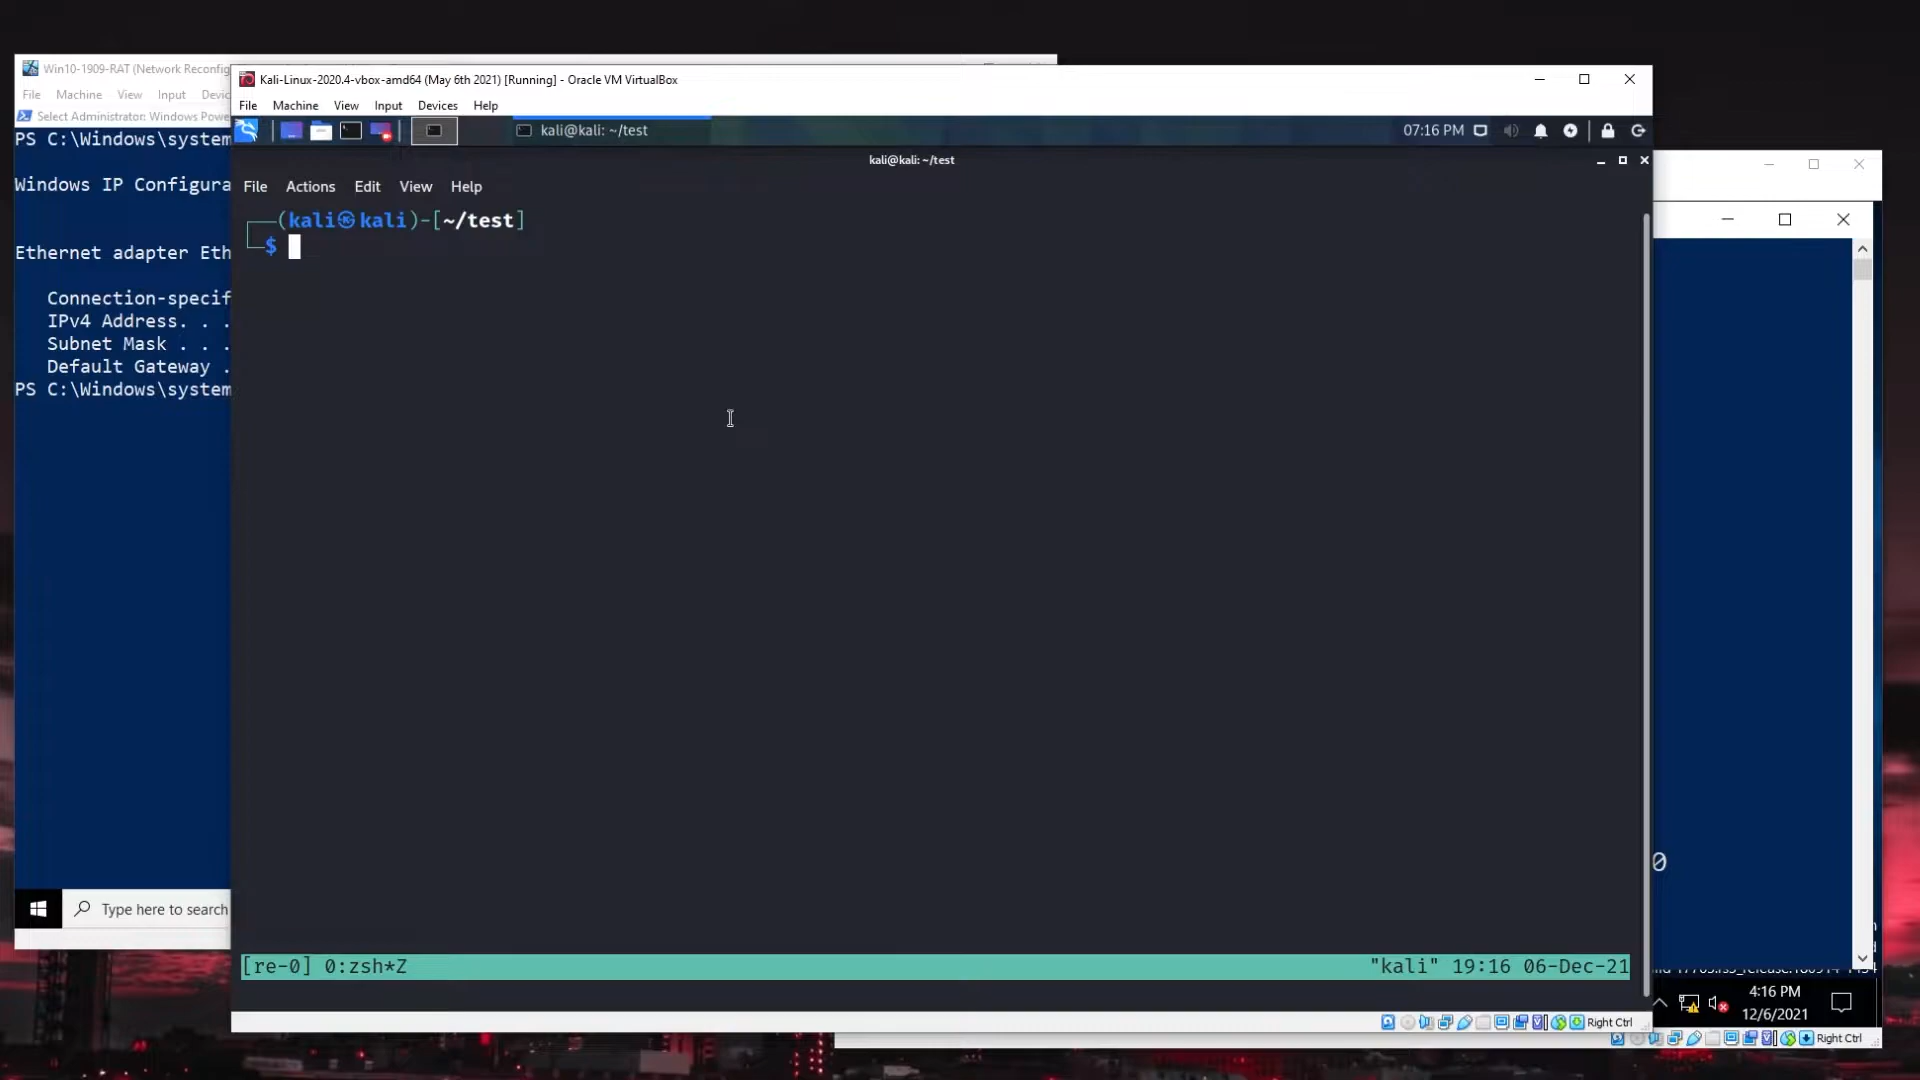 Win10-1909-RAT (Network Reconfig
File Machine View Input Devic
Select Administrator: Windows Powe
PS C:\Windows\system
Windows IP Configura
Ethernet adapter Eth
Connection-specif
IPv4 Address. . .
Subnet Mask . . .
Default Gateway .
PS C:\Windows\system
Type here to search
Kali-Linux-2020.4-vbox-amd64 (May 6th 2021) [Running] - Oracle VM VirtualBox
File Machine View Input Devices Help
kali@kali: ~/test
07:16 PM
kali@kali: ~/test
File Actions Edit View Help
┌──(kali㉿kali)-[~/test]
└─$
[re-0] 0:zsh*Z
"kali" 19:16 06-Dec-21
Right Ctrl
0
4:16 PM
12/6/2021
Right Ctrl